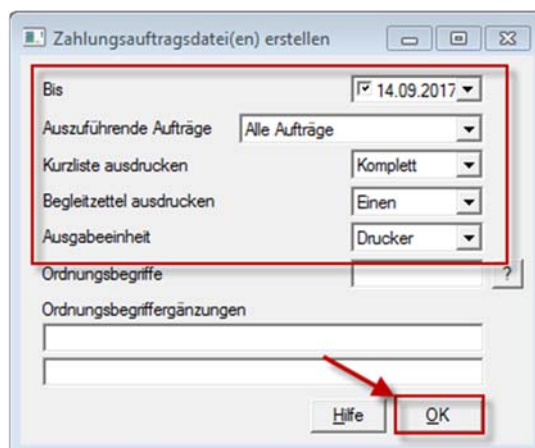 Zahlungsauftragsdatei(en) erstellen
Bis 14.09.2017
Auszuführende Aufträge Alle Aufträge
Kurzliste ausdrucken Komplett
Begleitzettel ausdrucken Einen
Ausgabeeinheit Drucker
Ordnungsbegriffe ?
Ordnungsbegriffergänzungen
Hilfe OK